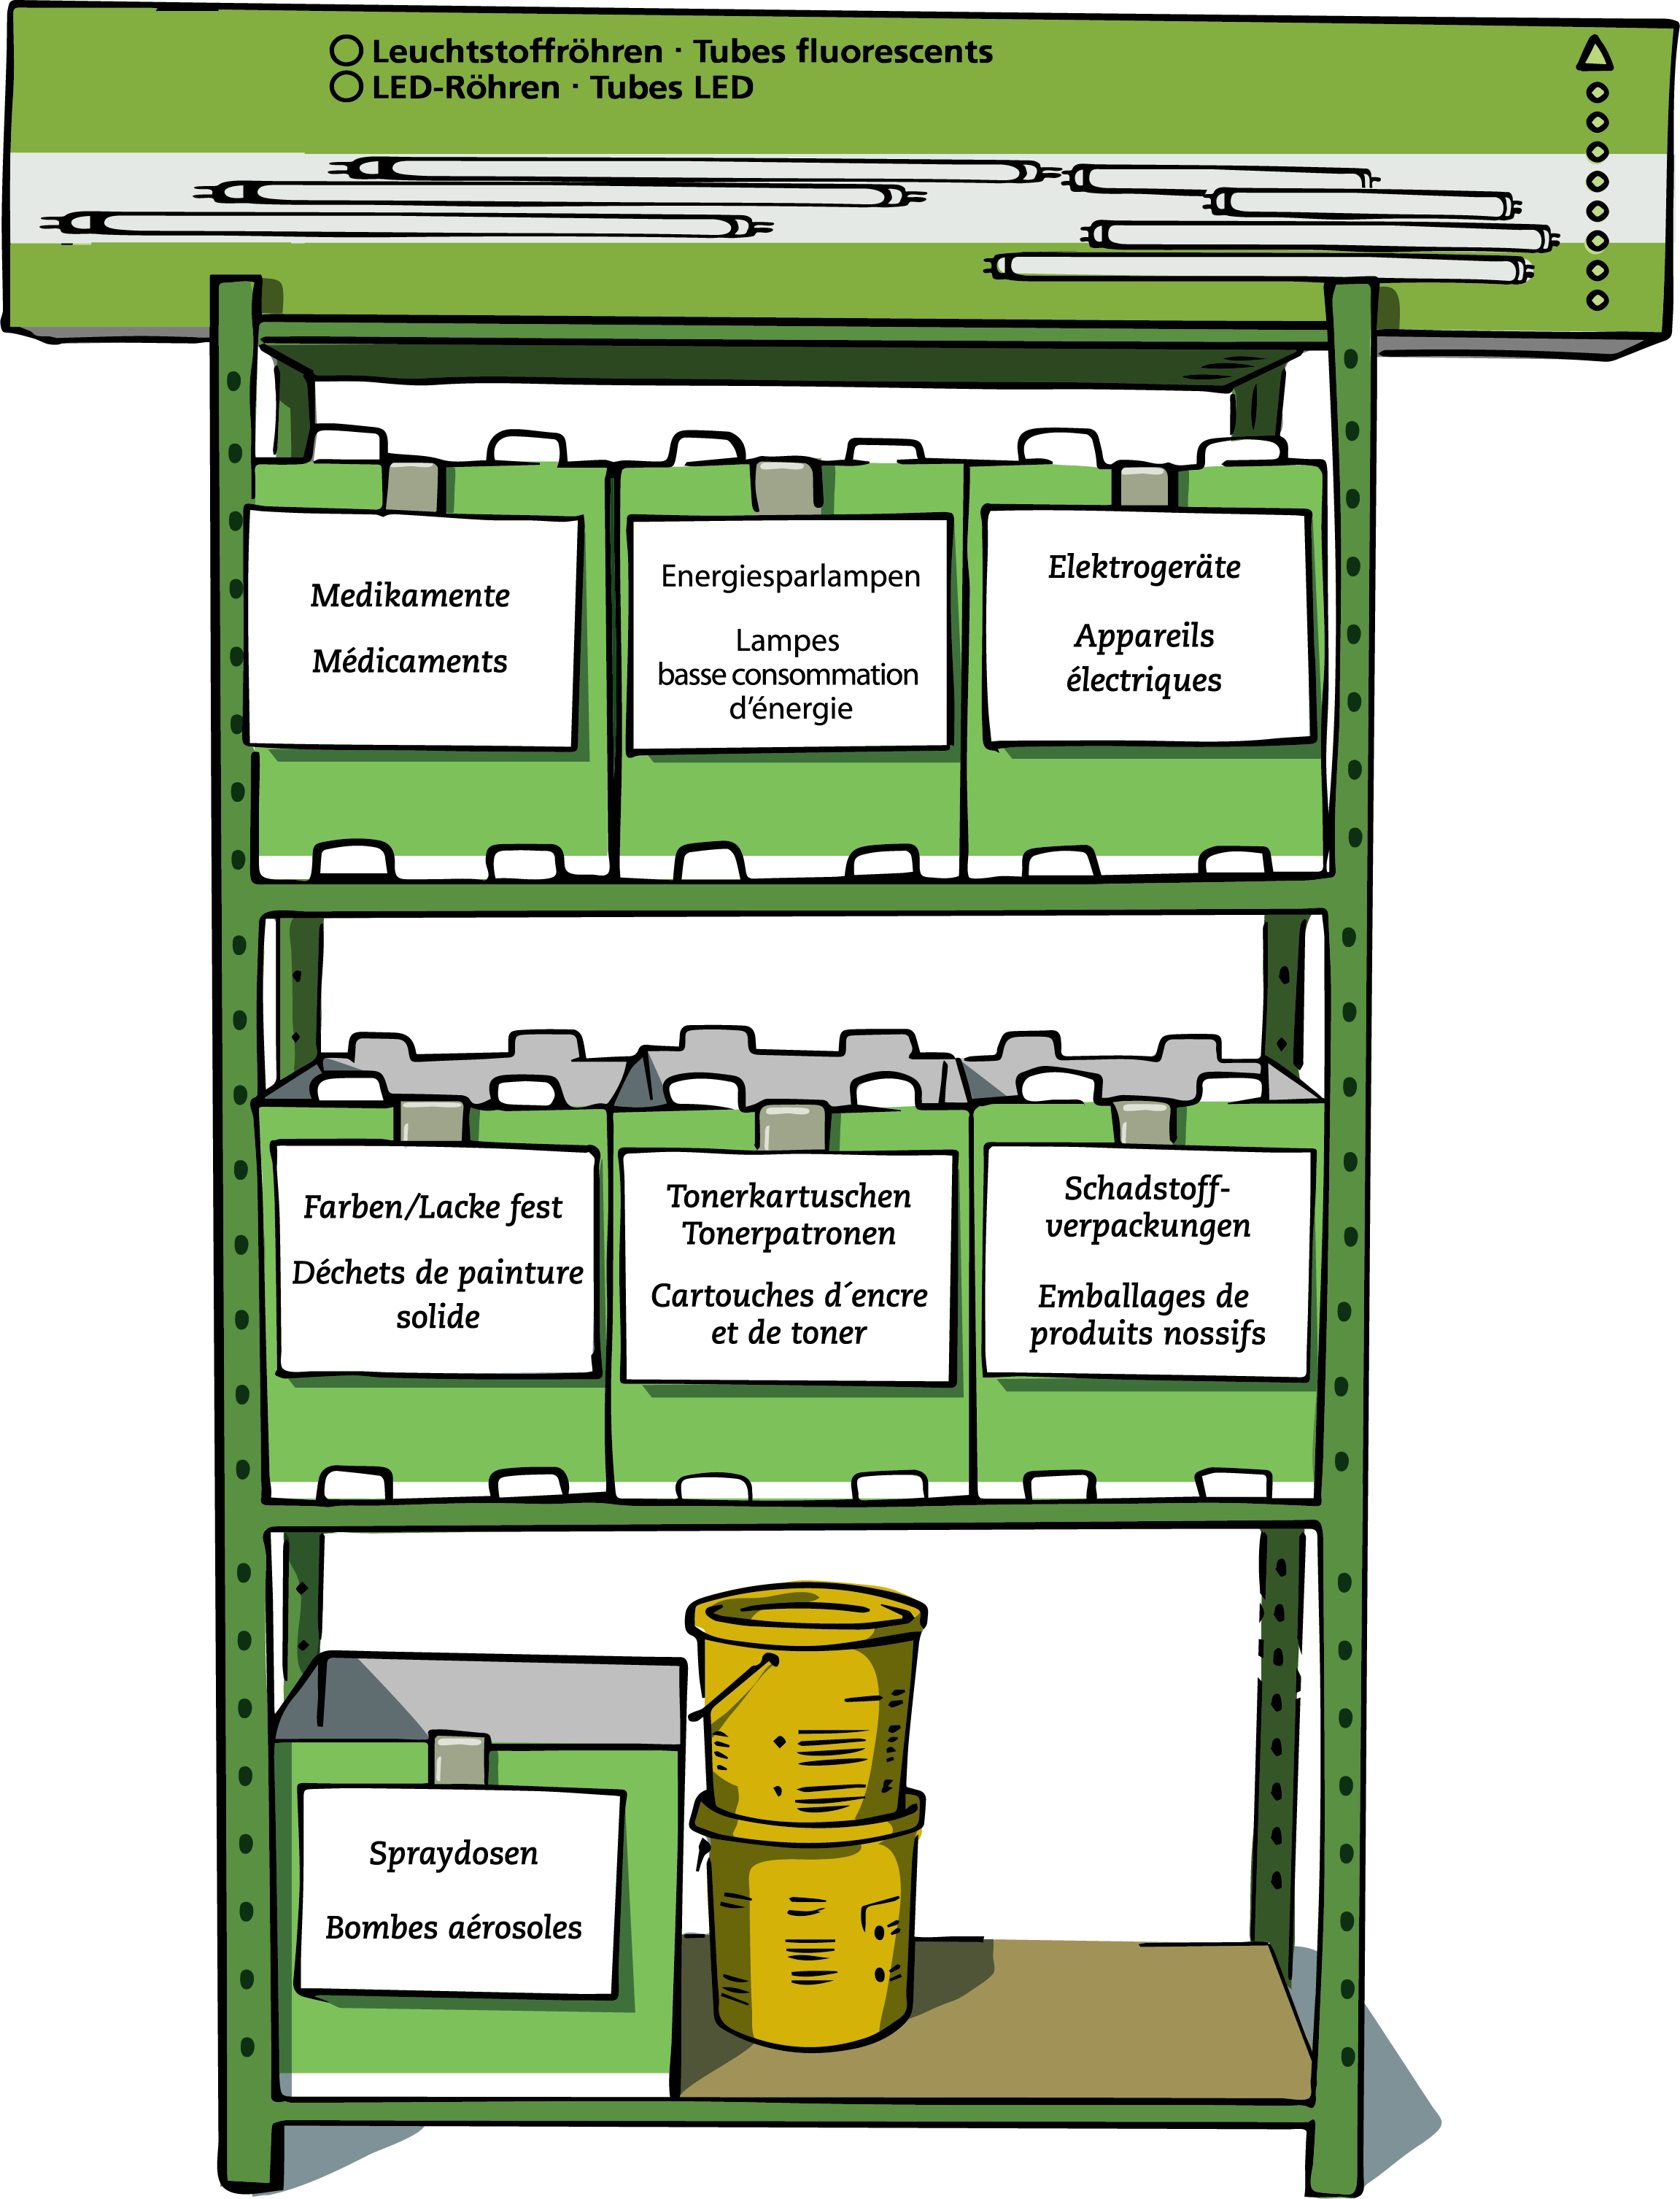 Leuchtstoffröhren · Tubes fluorescents
LED-Röhren · Tubes LED
Medikamente
Médicaments
Energiesparlampen
Lampes
basse consommation
d’énergie
Elektrogeräte
Appareils
électriques
Farben/Lacke fest
Déchets de painture
solide
Tonerkartuschen
Tonerpatronen
Cartouches d´encre
et de toner
Schadstoff-
verpackungen
Emballages de
produits nossifs
Spraydosen
Bombes aérosoles